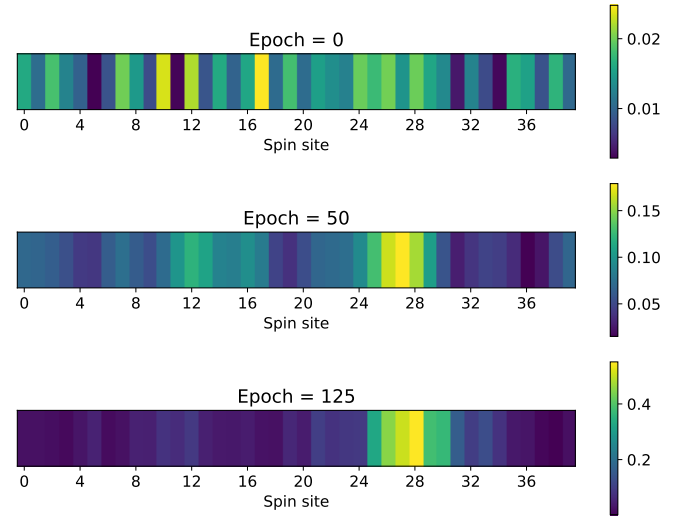 Epoch = 0
0 4 8 12 16 20 24 28 32 36
Spin site
0.02
0.01
Epoch = 50
0 4 8 12 16 20 24 28 32 36
Spin site
0.15
0.10
0.05
Epoch = 125
0 4 8 12 16 20 24 28 32 36
Spin site
0.4
0.2